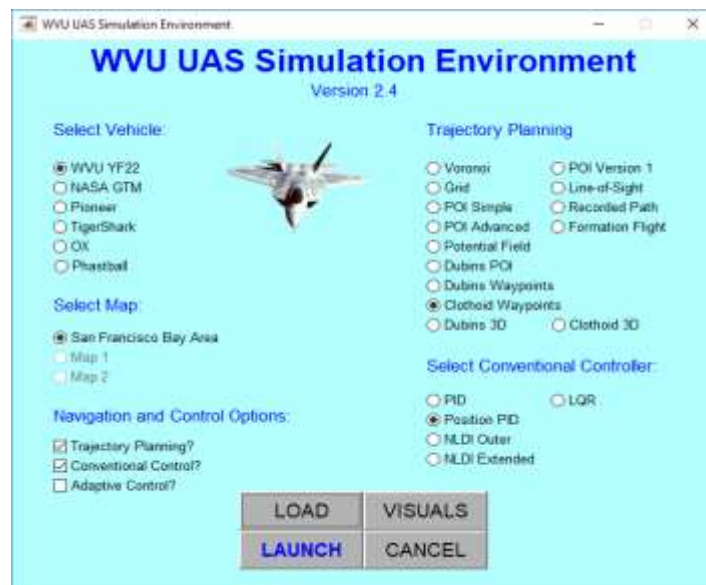 WVU UAS Simulation Environment
WVU UAS Simulation Environment
Version 2.4
Select Vehicle:
WVU YF22
NASA GTM
Pioneer
TigerShark
OX
Phastball
Select Map:
San Francisco Bay Area
Map 1
Map 2
Navigation and Control Options:
Trajectory Planning?
Conventional Control?
Adaptive Control?
Trajectory Planning
Voronoi
POI Version 1
Grid
Line-of-Sight
POI Simple
Recorded Path
POI Advanced
Formation Flight
Potential Field
Dubins POI
Dubins Waypoints
Clothoid Waypoints
Dubins 3D
Clothoid 3D
Select Conventional Controller:
PID
LQR
Position PID
NLDI Outer
NLDI Extended
LOAD
VISUALS
LAUNCH
CANCEL